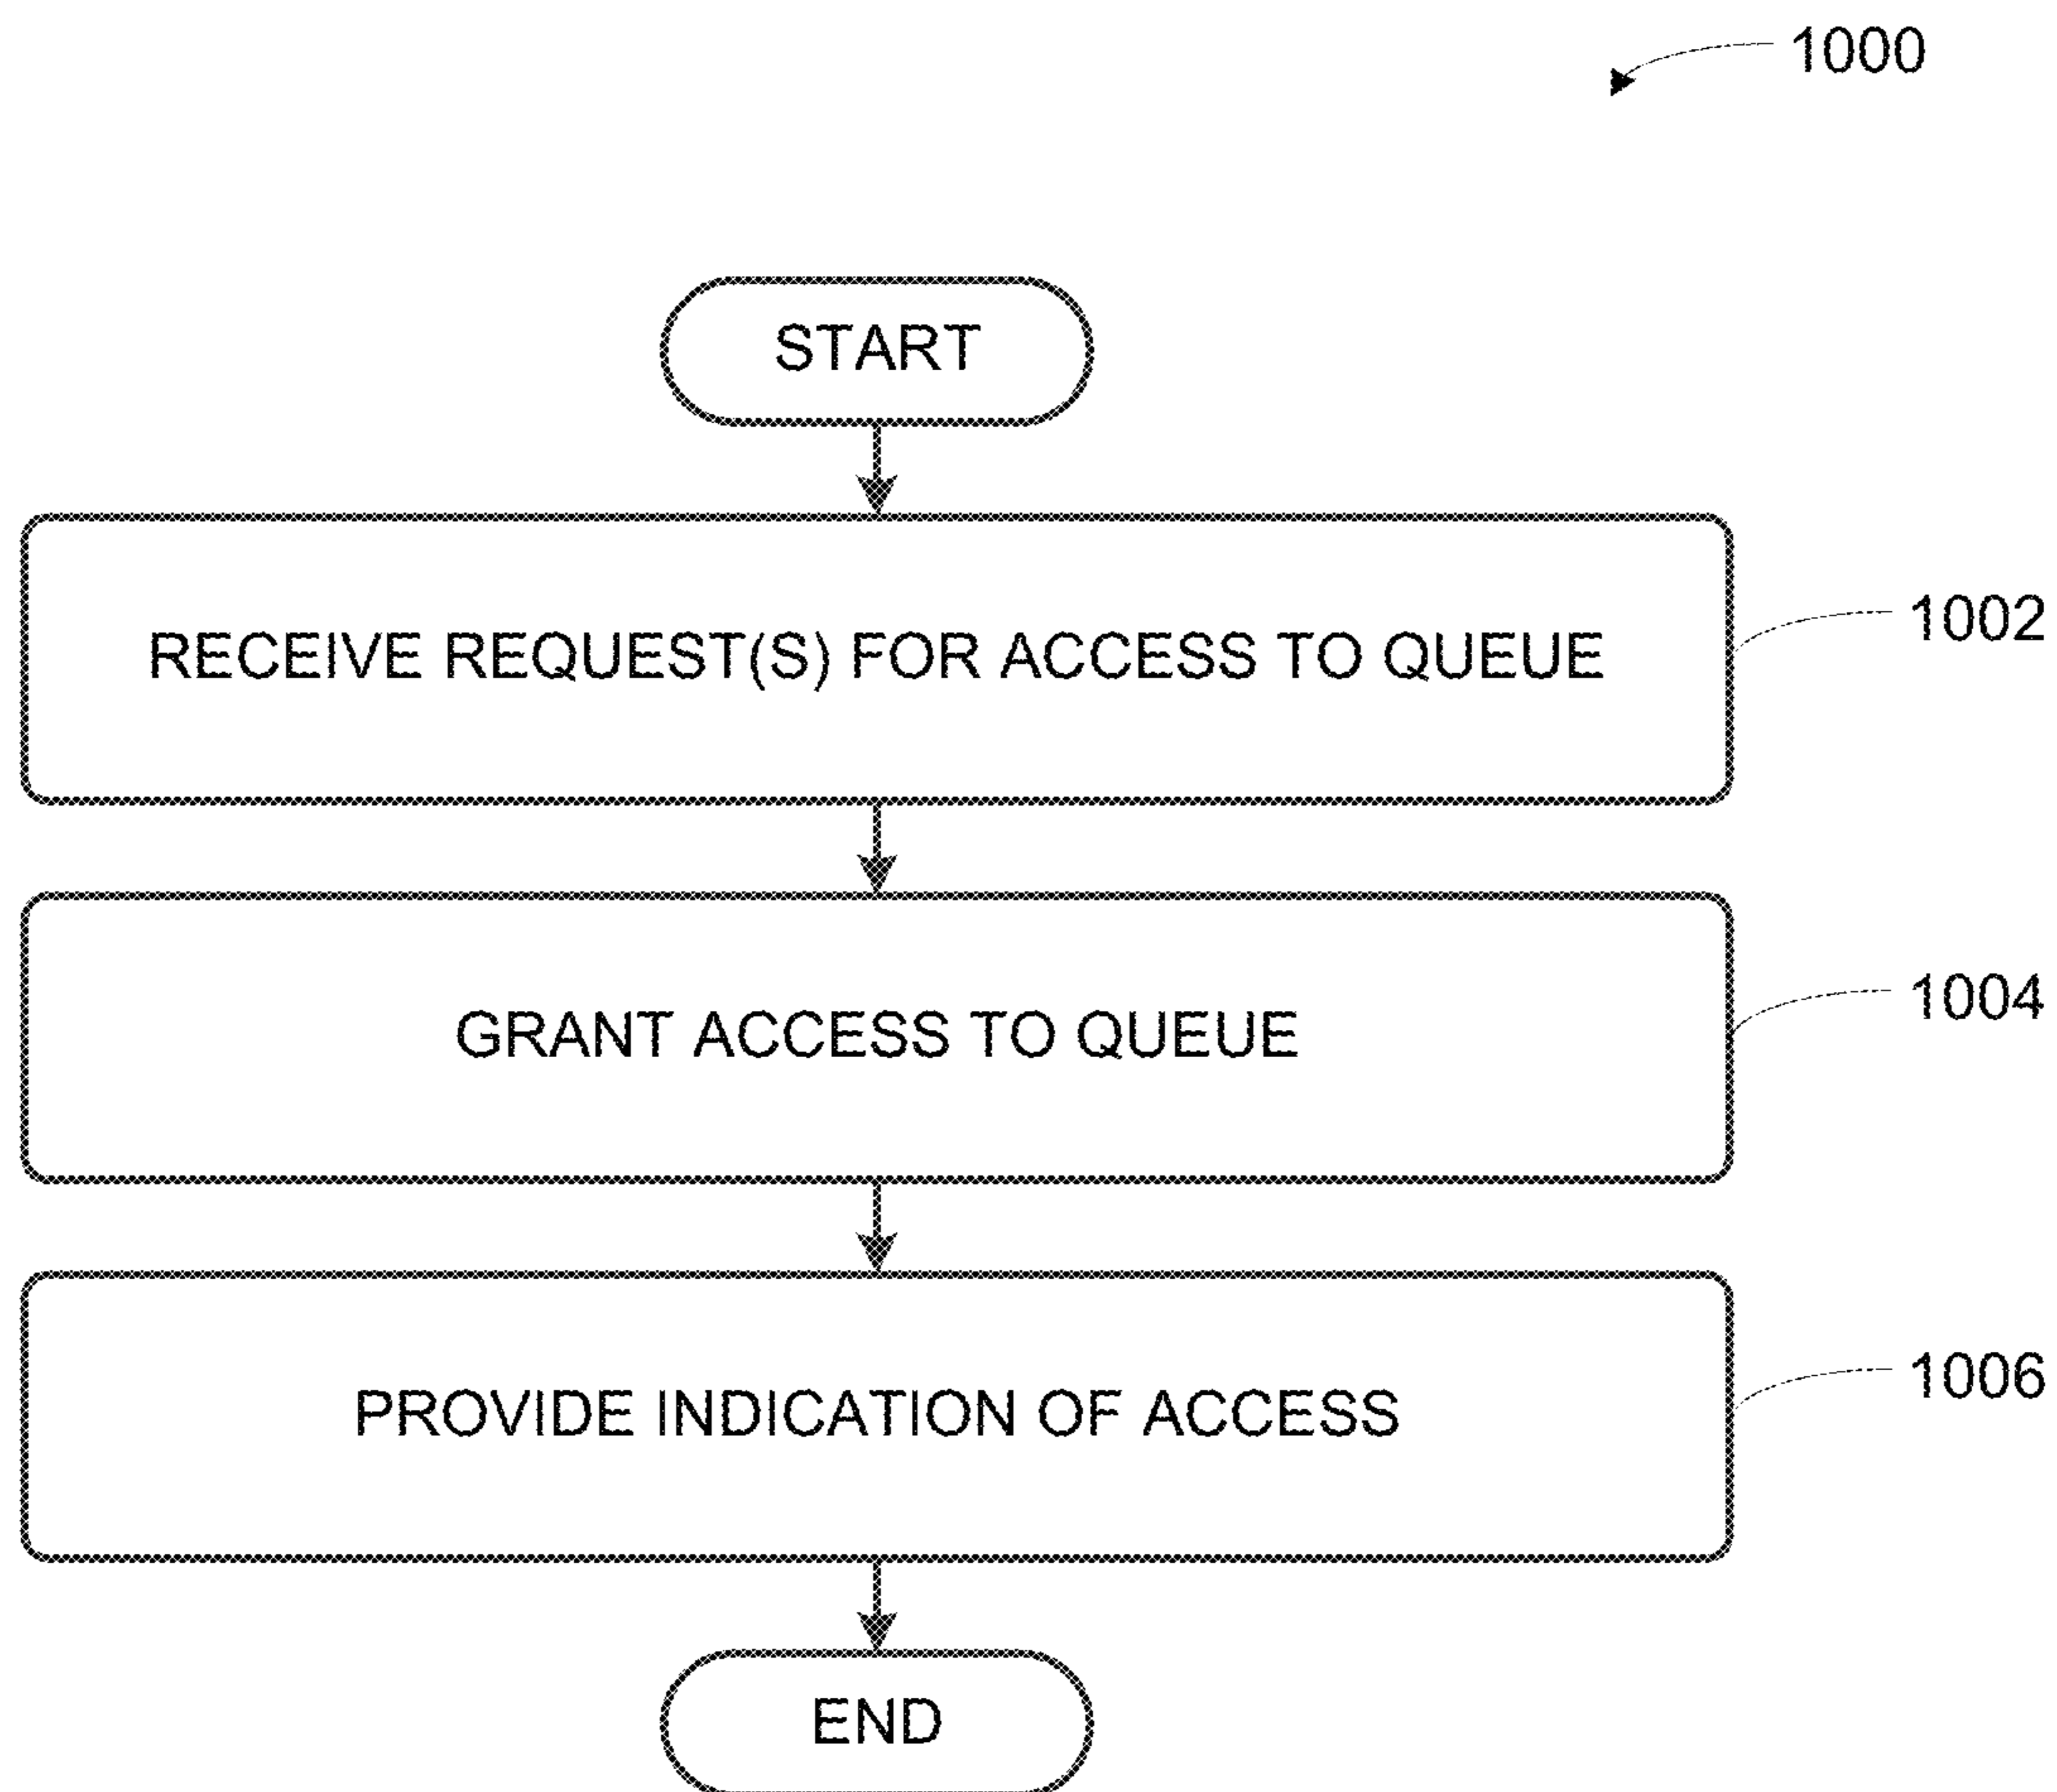 1000
START
RECEIVE REQUEST(S) FOR ACCESS TO QUEUE
1002
GRANT ACCESS TO QUEUE
1004
PROVIDE INDICATION OF ACCESS
1006
END